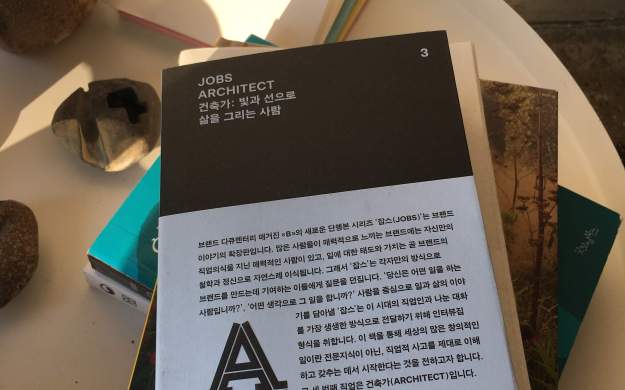 3
JOBS
ARCHITECT
건축가: 빛과 선으로
삶을 그리는 사람
브랜드 다큐멘터리 매거진 «B»의 새로운 단행본 시리즈 '잡스(JOBS)'는 브랜드
이야기의 확장판입니다. 많은 사람들이 매력적으로 느끼는 브랜드에는 자신만의
직업의식을 지닌 매력적인 사람이 있고, 일에 대한 태도와 가치는 곧 브랜드의
철학과 정신으로 자연스레 이식됩니다. 그래서 '잡스'는 각자만의 방식으로
브랜드를 만드는데 기여하는 이들에게 질문을 던집니다. '당신은 어떤 일을 하는
사람입니까?', '어떤 생각으로 그 일을 합니까?' 사람을 중심으로 일과 삶의 이야
기를 담아낼 '잡스'는 이 시대의 직업인과 나눈 대화
를 가장 생생한 방식으로 전달하기 위해 인터뷰집
형식을 취합니다. 이 책을 통해 세상의 많은 창의적인
일이란 전문지식이 아닌, 직업적 사고를 제대로 이해
하고 갖추는 데서 시작한다는 것을 전하고자 합니다.
그 세 번째 직업은 건축가(ARCHITECT)입니다.
A